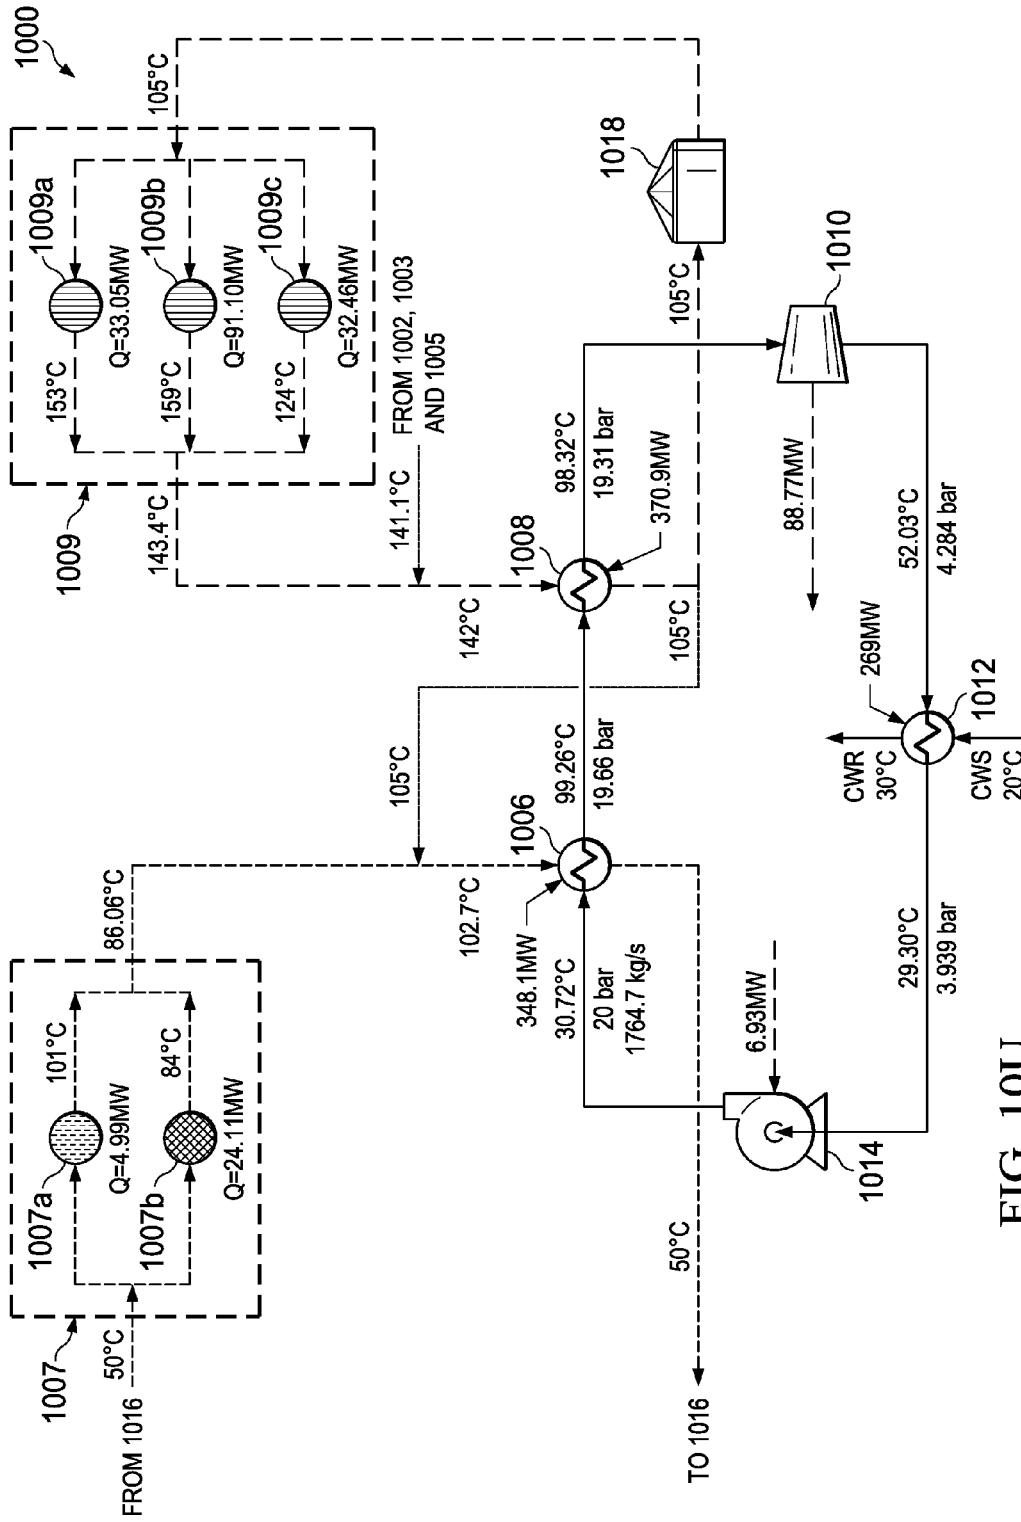 1000
1009
105°C
1009a
Q=33.05MW
153°C
1009b
Q=91.10MW
159°C
1009c
Q=32.46MW
124°C
143.4°C
141.1°C
FROM 1002, 1003
AND 1005
142°C
1008
370.9MW
105°C
98.32°C
19.31 bar
105°C
1018
1010
88.77MW
52.03°C
4.284 bar
269MW
1012
CWR
30°C
CWS
20°C
29.30°C
3.939 bar
1014
6.93MW
30.72°C
20 bar
1764.7 kg/s
348.1MW
1006
99.26°C
19.66 bar
102.7°C
105°C
86.06°C
1007
1007a
Q=4.99MW
101°C
1007b
Q=24.11MW
84°C
50°C
FROM 1016
50°C
TO 1016